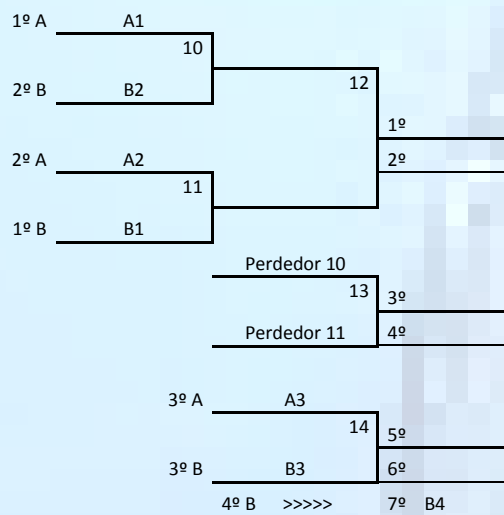 1º A A1
10
2º B B2
12
1º
2º
2º A A2
11
1º B B1
Perdedor 10
13
3º
Perdedor 11
4º
3º A A3
14
5º
3º B B3
6º
4º B >>>>> 7º B4